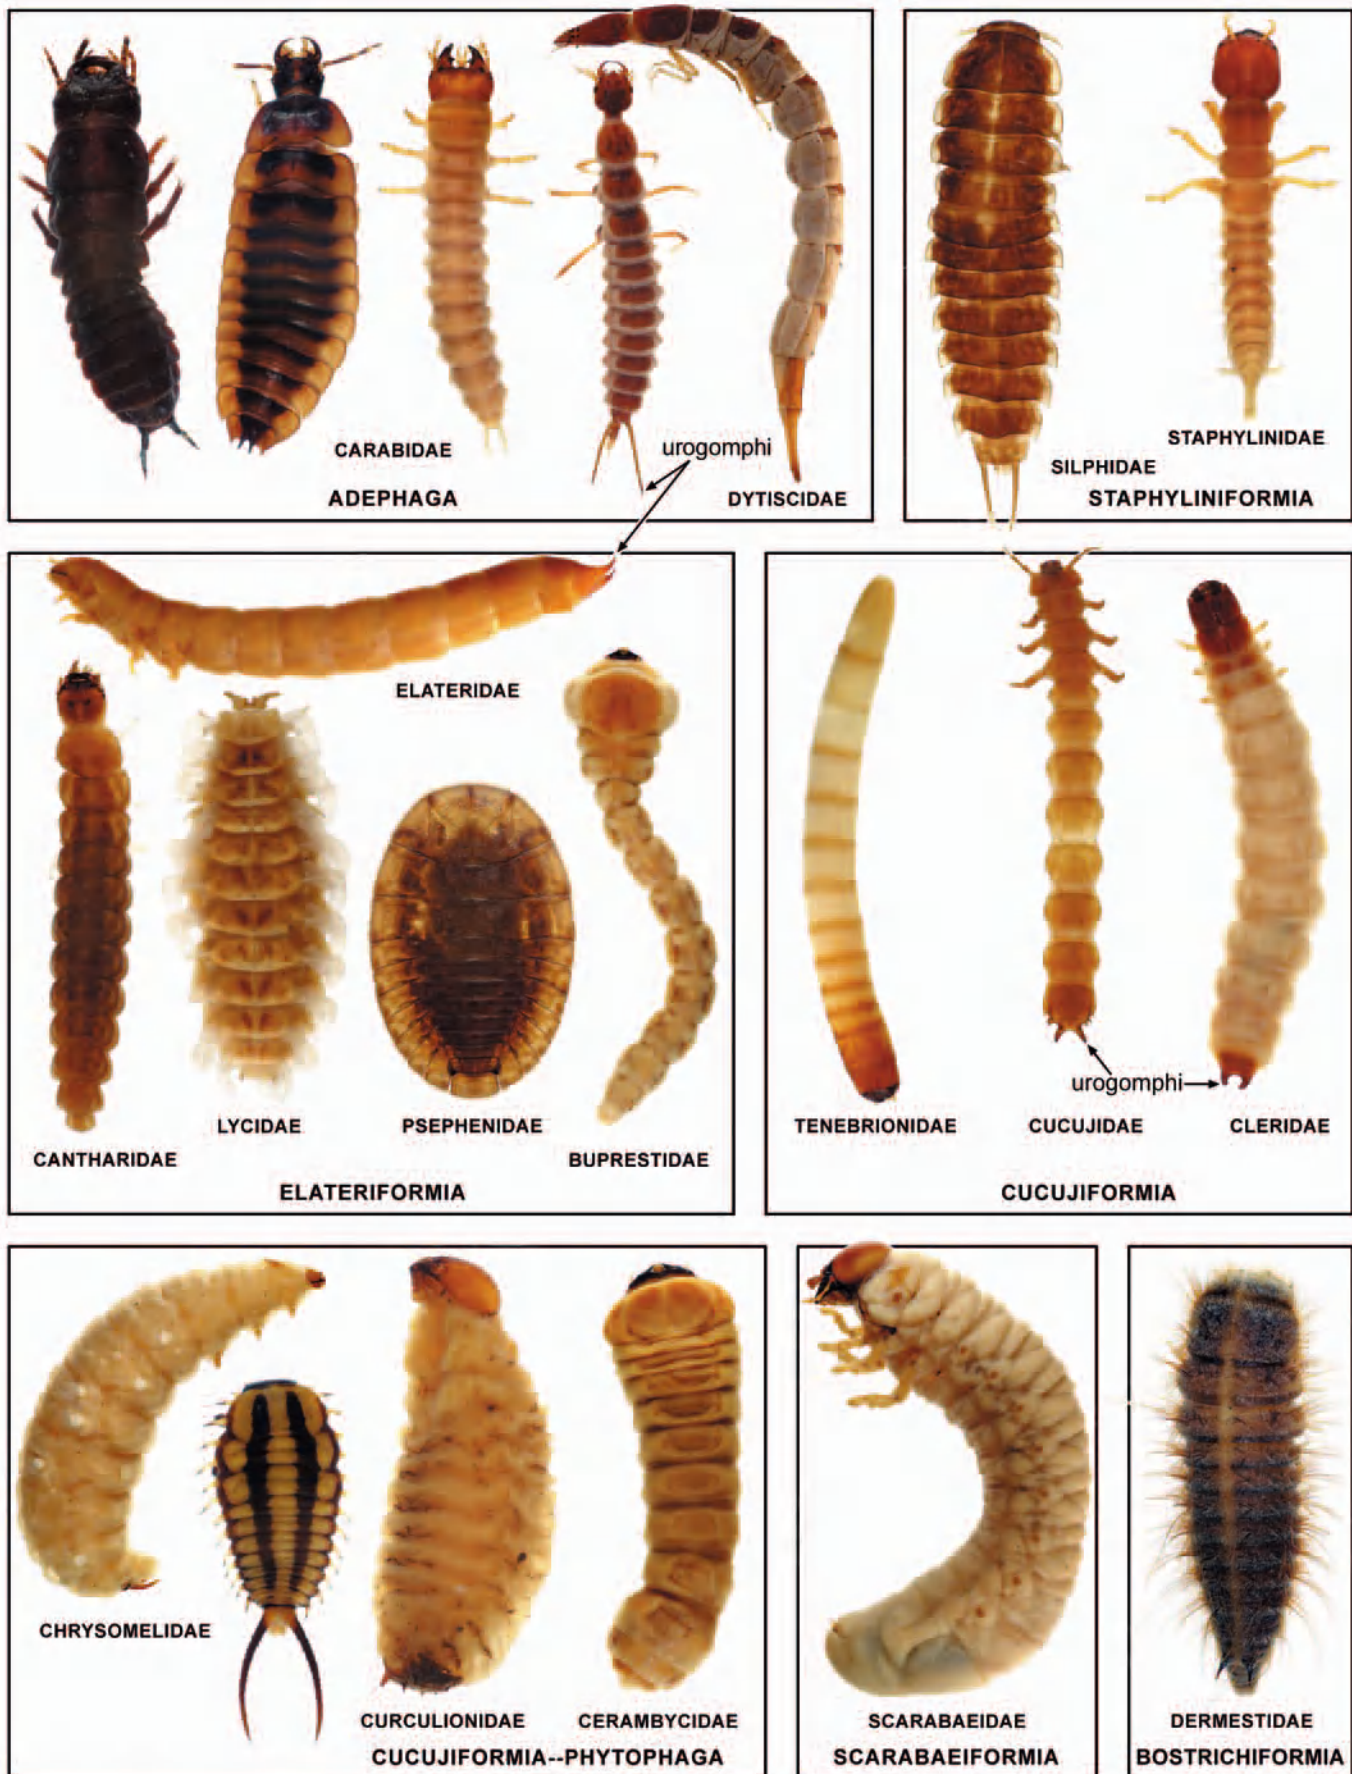 CARABIDAE
urogomphi
DYTISCIDAE
ADEPHAGA
STAPHYLINIDAE
SILPHIDAE
STAPHYLINIFORMIA
ELATERIDAE
LYCIDAE
PSEPHENIDAE
CANTHARIDAE
BUPRESTIDAE
ELATERIFORMIA
urogomphi
TENEBRIONIDAE
CUCUJIDAE
CLERIDAE
CUCUJIFORMIA
CHRYSOMELIDAE
CURCULIONIDAE
CERAMBYCIDAE
CUCUJIFORMIA--PHYTOPHAGA
SCARABAEIDAE
SCARABAEIFORMIA
DERMESTIDAE
BOSTRICHIFORMIA